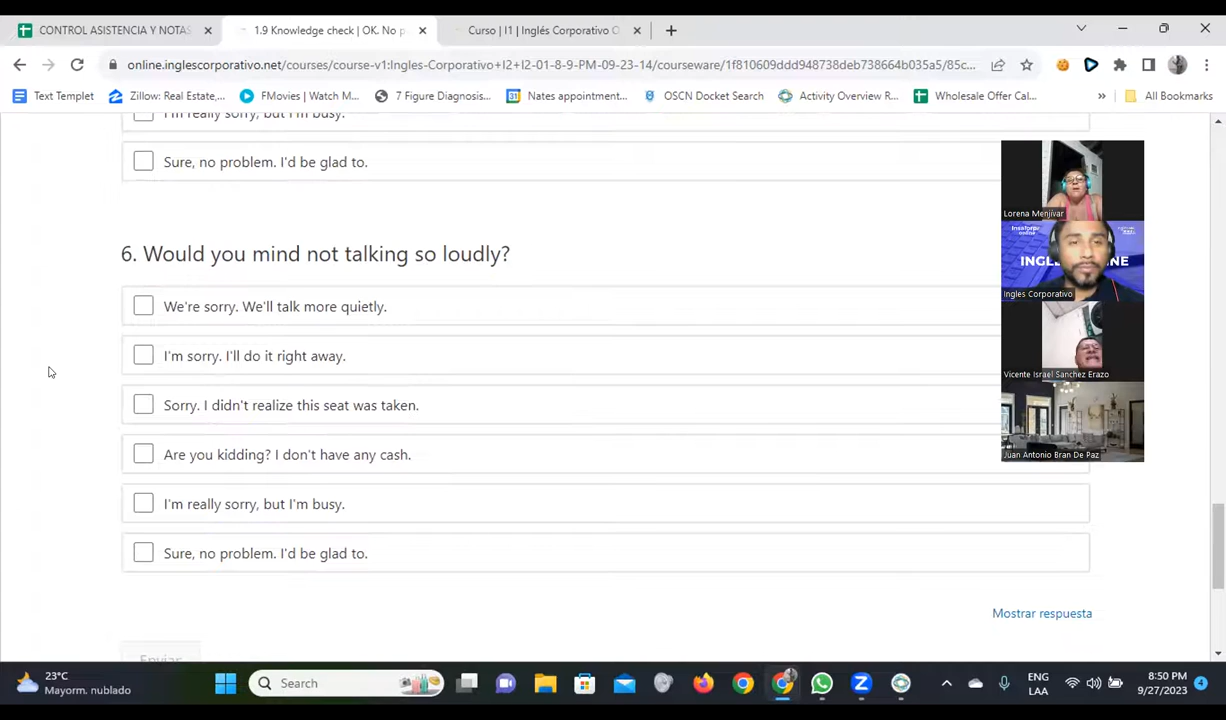 CONTROL ASISTENCIA Y NOTAS
1.9 Knowledge check | OK. No p
Curso | I1 | Inglés Corporativo O
online.inglescorporativo.net/courses/course-v1:Ingles-Corporativo+I2+I2-01-8-9-PM-09-23-14/courseware/1f810609ddd948738deb738664b035a5/85c...
Text Templet
Zillow: Real Estate,...
FMovies | Watch M...
7 Figure Diagnosis...
Nates appointment...
OSCN Docket Search
Activity Overview R...
Wholesale Offer Cal...
»
All Bookmarks
I'm really sorry, but I'm busy.
Sure, no problem. I'd be glad to.
6. Would you mind not talking so loudly?
We're sorry. We'll talk more quietly.
I'm sorry. I'll do it right away.
Sorry. I didn't realize this seat was taken.
Are you kidding? I don't have any cash.
I'm really sorry, but I'm busy.
Sure, no problem. I'd be glad to.
Mostrar respuesta
Enviar
Lorena Menjívar
Ingles Corporativo
Vicente Israel Sanchez Erazo
Juan Antonio Bran De Paz
23°C
Mayorm. nublado
Search
ENG
LAA
8:50 PM
9/27/2023
4